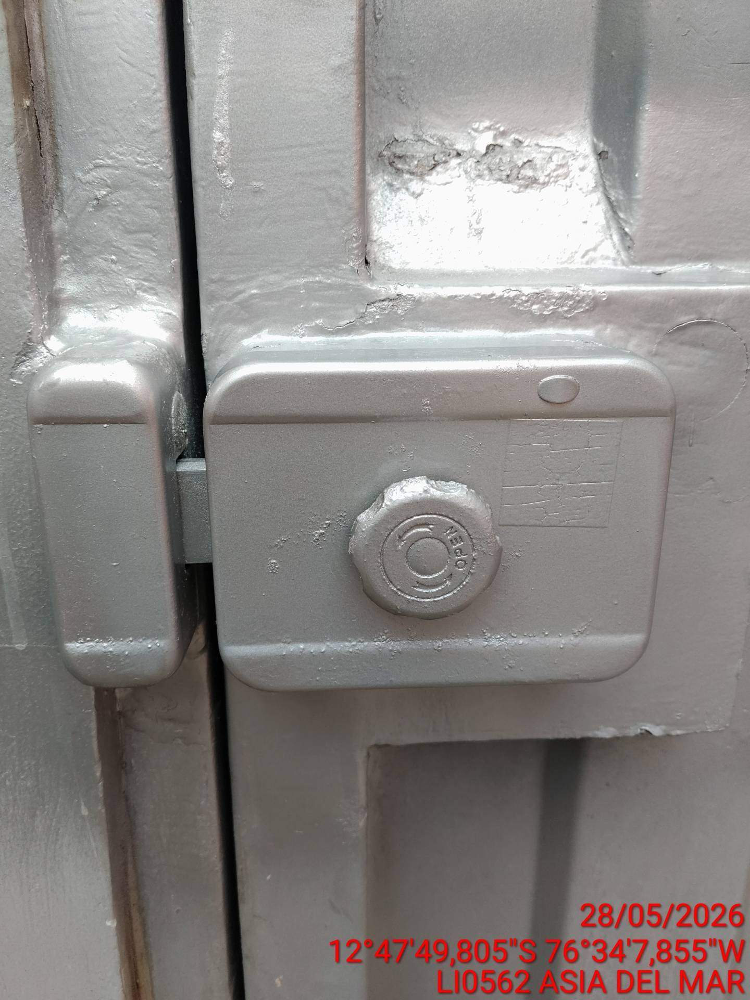 OPEN
28/05/2026
12°47'49,805"S 76°34'7,855"W
LI0562 ASIA DEL MAR